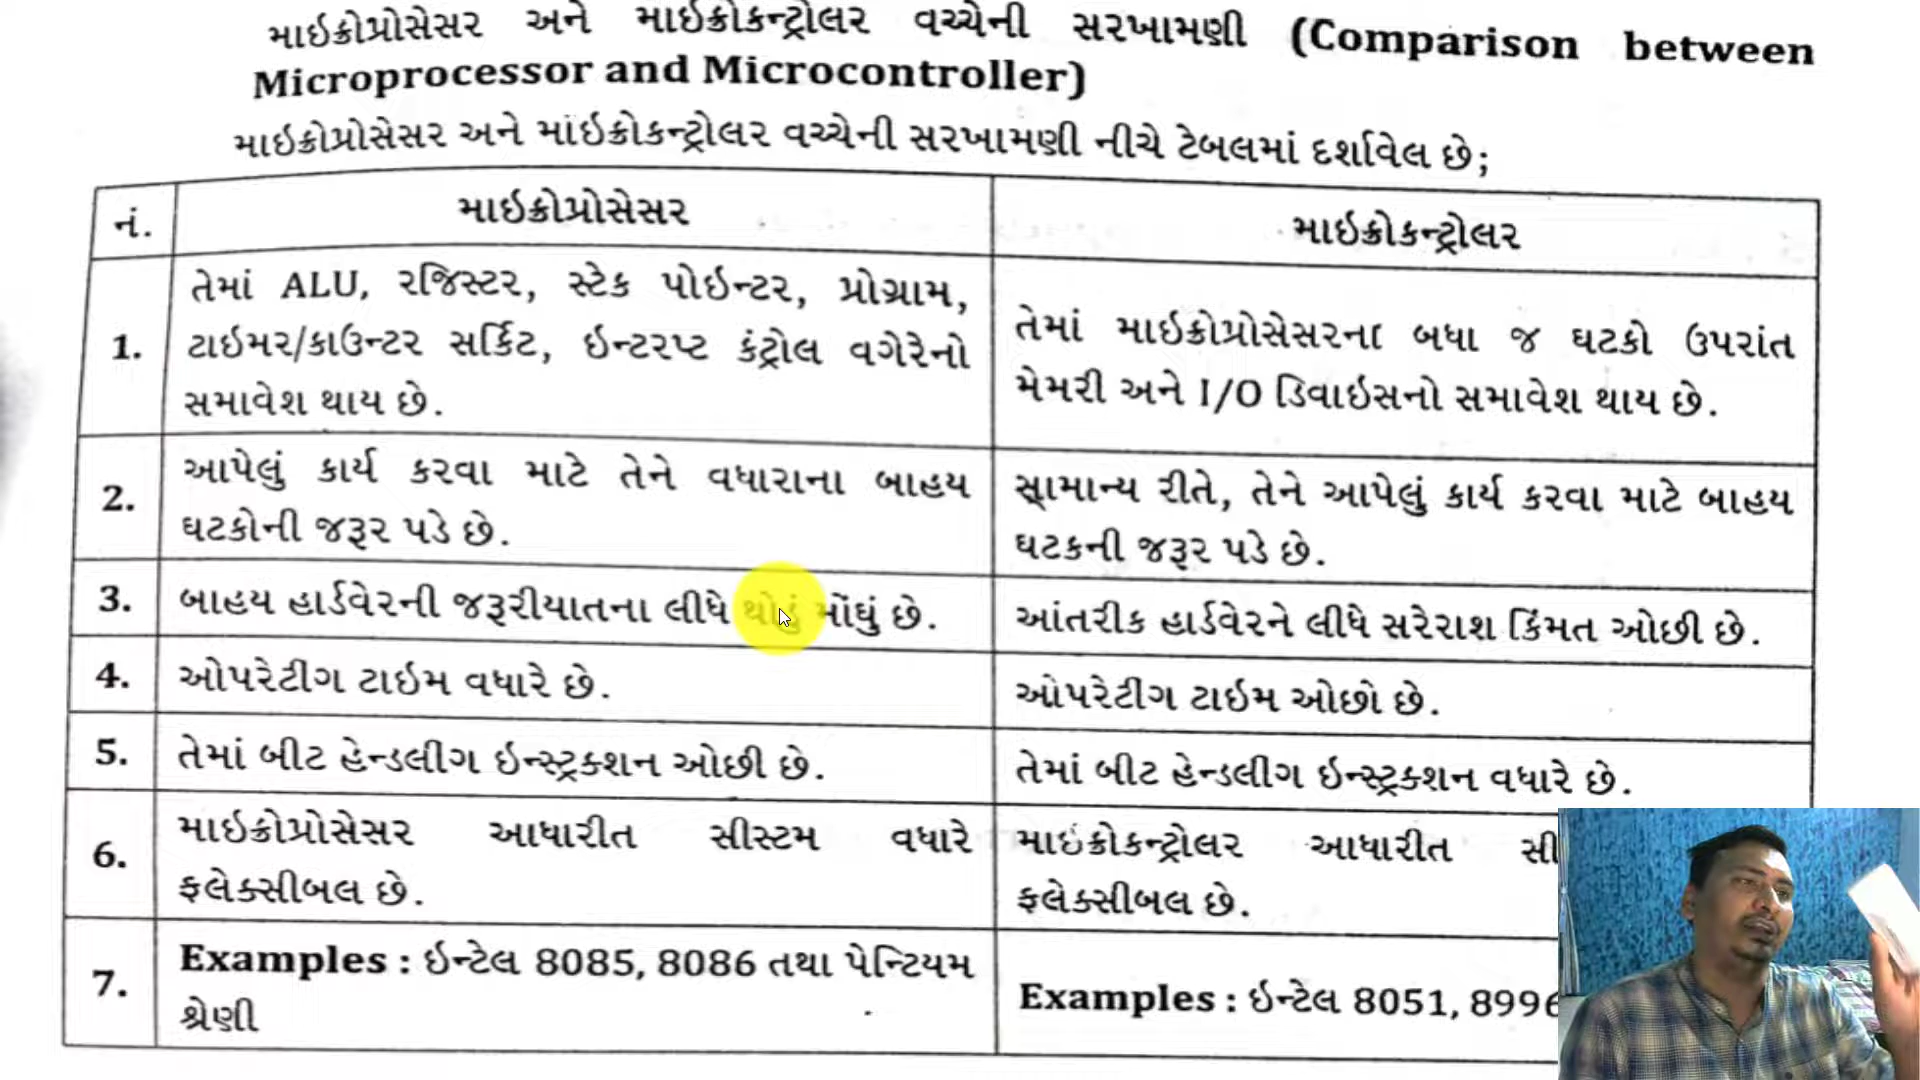 માઇક્રોપ્રોસેસર અને માઇક્રોકન્ટ્રોલર વચ્ચેની સરખામણી (Comparison between
Microprocessor and Microcontroller)
માઇક્રોપ્રોસેસર અને માઇક્રોકન્ટ્રોલર વચ્ચેની સરખામણી નીચે ટેબલમાં દર્શાવેલ છે;
નં. માઇક્રોપ્રોસેસર માઇક્રોકન્ટ્રોલર
1.
તેમાં ALU, રજિસ્ટર, સ્ટેક પોઇન્ટર, પ્રોગ્રામ,
ટાઇમર/કાઉન્ટર સર્કિટ, ઇન્ટરપ્ટ કંટ્રોલ વગેરેનો
સમાવેશ થાય છે.
તેમાં માઇક્રોપ્રોસેસરના બધા જ ઘટકો ઉપરાંત
મેમરી અને I/O ડિવાઇસનો સમાવેશ થાય છે.
2.
આપેલું કાર્ય કરવા માટે તેને વધારાના બાહય
ઘટકોની જરૂર પડે છે.
સામાન્ય રીતે, તેને આપેલું કાર્ય કરવા માટે બાહય
ઘટકની જરૂર પડે છે.
3.
બાહય હાર્ડવેરની જરૂરીયાતના લીધે થોડું મોંઘું છે.
આંતરીક હાર્ડવેરને લીધે સરેરાશ કિંમત ઓછી છે.
4.
ઓપરેટીંગ ટાઇમ વધારે છે.
ઓપરેટીંગ ટાઇમ ઓછો છે.
5.
તેમાં બીટ હેન્ડલીગ ઇન્સ્ટ્રક્શન ઓછી છે.
તેમાં બીટ હેન્ડલીગ ઇન્સ્ટ્રક્શન વધારે છે.
6.
માઇક્રોપ્રોસેસર આધારીત સીસ્ટમ વધારે
ફલેક્સીબલ છે.
માઇક્રોકન્ટ્રોલર આધારીત
ફલેક્સીબલ છે.
7.
Examples : ઇન્ટેલ 8085, 8086 તથા પેન્ટિયમ
શ્રેણી
Examples : ઇન્ટેલ 8051, 8996